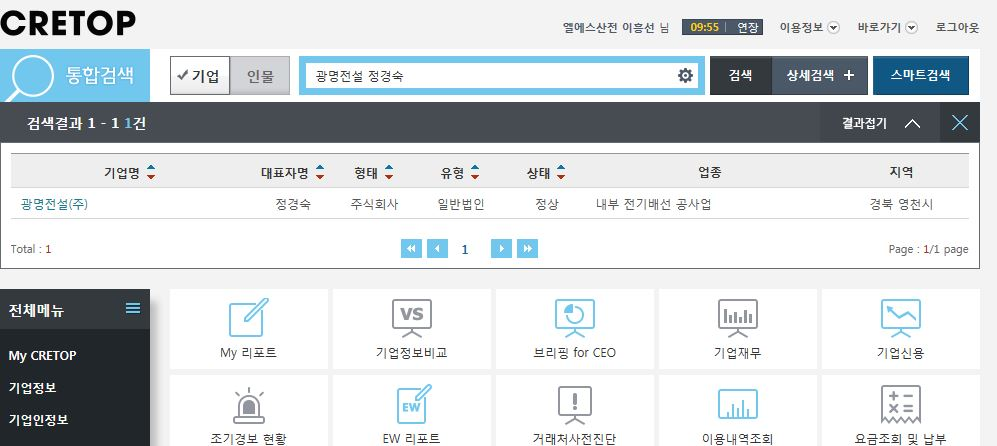 CRETOP
엘에스산전 이흥선 님 09:55 연장 이용정보 바로가기 로그아웃
통합검색 기업 인물 광명전설 정경숙 검색 상세검색 + 스마트검색
검색결과 1 - 1 1건 결과접기
기업명 대표자명 형태 유형 상태 업종 지역
광명전설(주) 정경숙 주식회사 일반법인 정상 내부 전기배선 공사업 경북 영천시
Total : 1 1 Page : 1/1 page
전체메뉴
My CRETOP
기업정보
기업인정보
VS
My 리포트 기업정보비교 브리핑 for CEO 기업재무 기업신용
EW
조기경보 현황 EW 리포트 거래처사전진단 이용내역조회 요금조회 및 납부